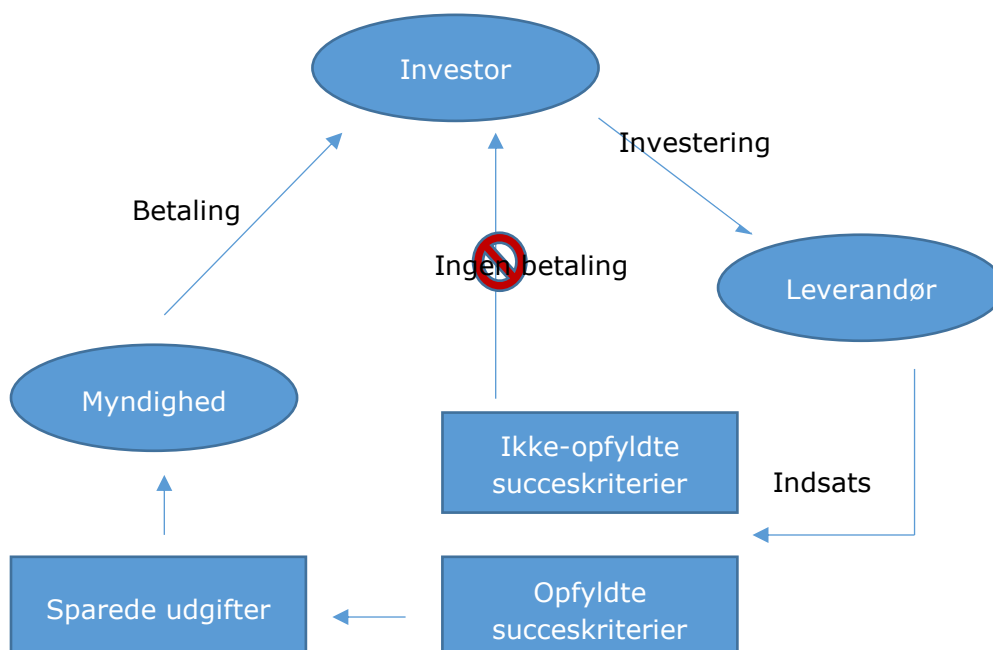 Investor
Investering
Betaling
Ingen betaling
Leverandør
Myndighed
Ikke-opfyldte
succeskriterier
Indsats
Sparede udgifter
Opfyldte
succeskriterier